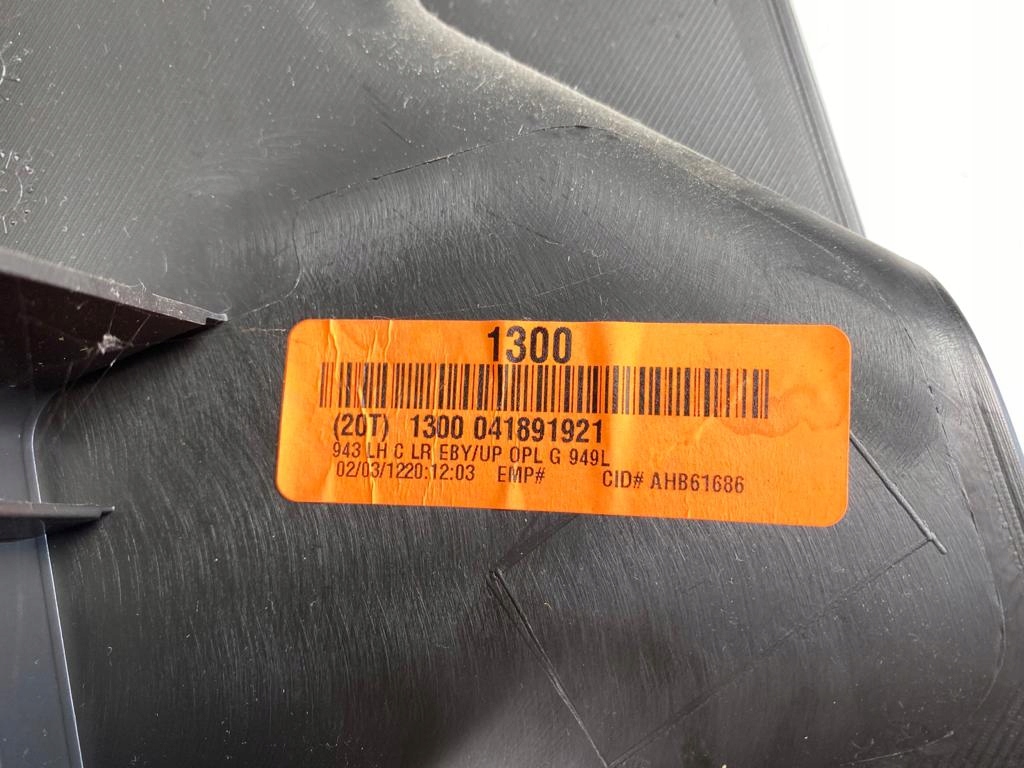 1300
(20T) 1300 041891921
943 LH C LR EBY/UP OPL G 949L
02/03/1220:12:03 EMP# CID# AHB61686